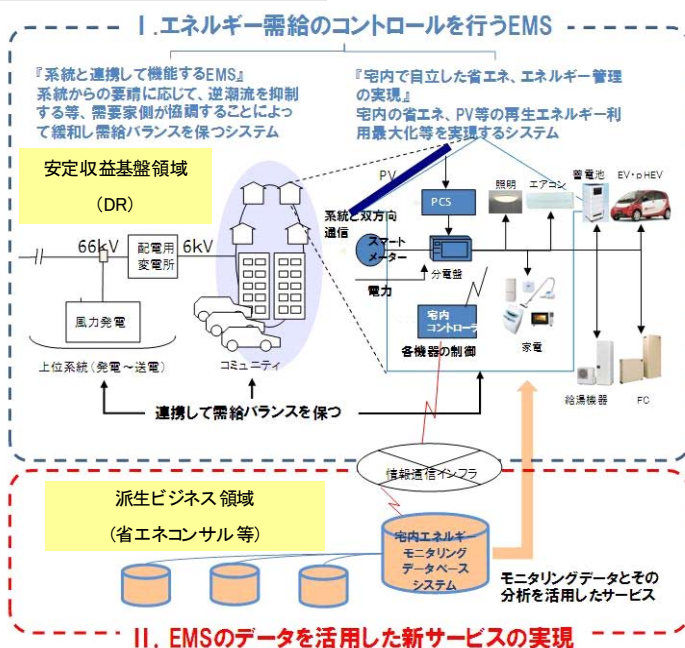 Ⅰ.エネルギー需給のコントロールを行うEMS
『系統と連携して機能するEMS』
系統からの要請に応じて、逆潮流を抑制
する等、需要家側が協調することによっ
て緩和し需給バランスを保つシステム
『宅内で自立した省エネ、エネルギー管理
の実現』
宅内の省エネ、PV等の再生エネルギー利
用最大化等を実現するシステム
安定収益基盤領域
(DR)
PV
系統と双方向
通信
PCS
照明
エアコン
蓄電池
EV・pHEV
66kV
配電用
変電所
6kV
スマート
メーター
分電盤
電力
風力発電
宅内
コントローラ
各機器の制御
家電
上位系統(発電~送電)
コミュニティ
給湯機器
FC
連携して需給バランスを保つ
情報通信インフラ
派生ビジネス領域
(省エネコンサル等)
宅内エネルギー
モニタリング
データベース
システム
モニタリングデータとその
分析を活用したサービス
Ⅱ. EMSのデータを活用した新サービスの実現